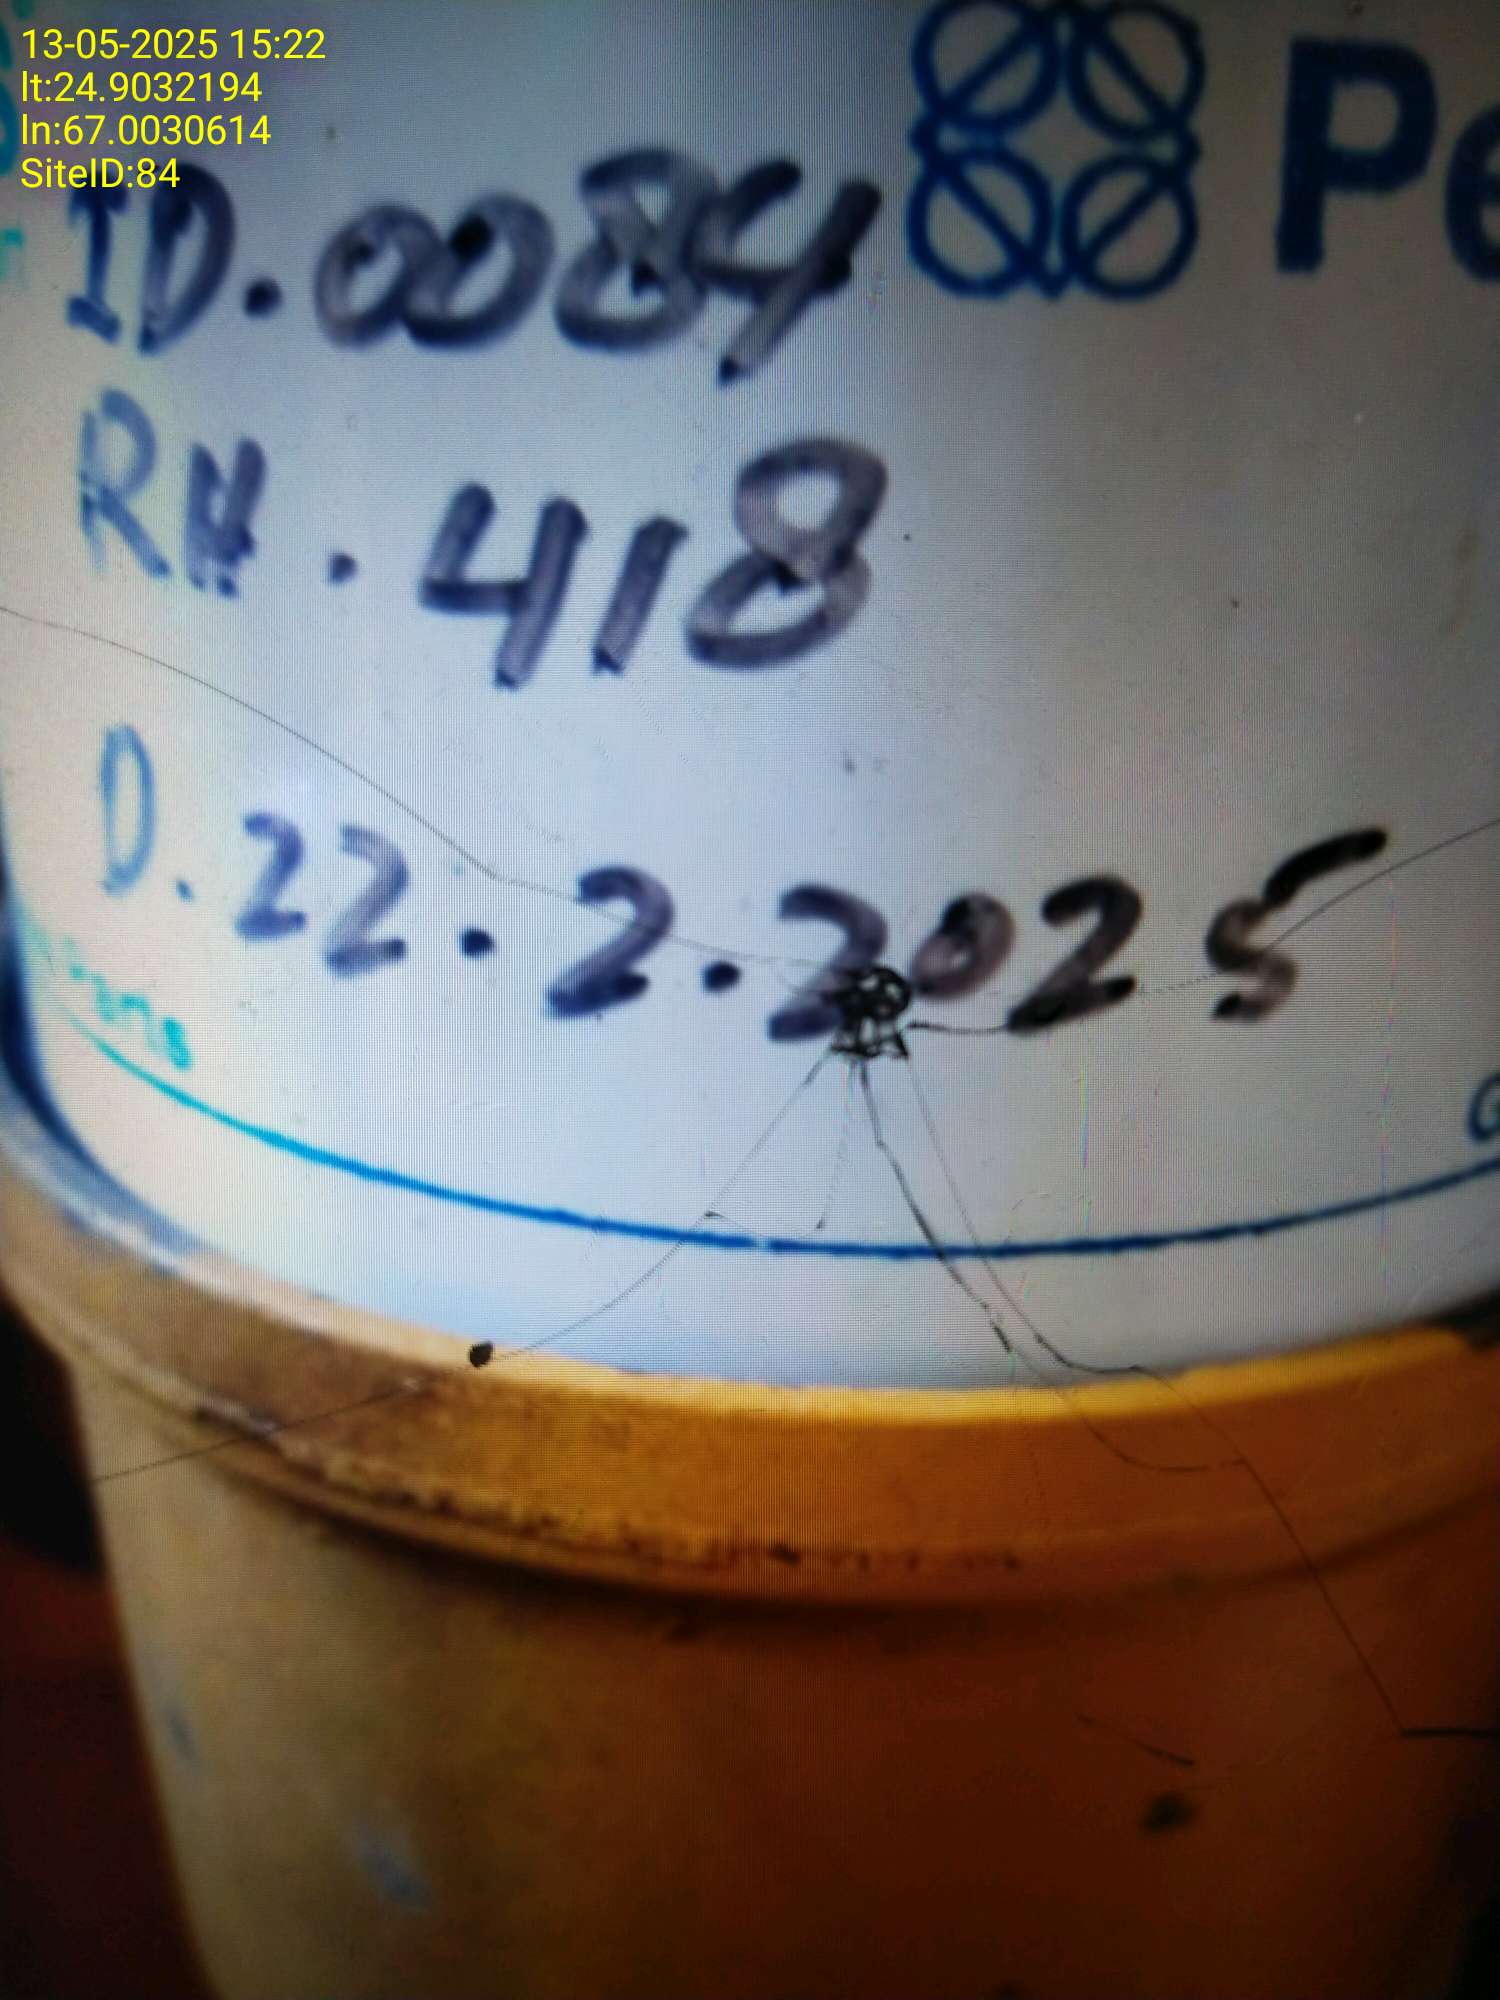 13-05-2025 15:22
lt:24.9032194
ln:67.0030614
SiteID:84
Pe
ID.0084
RH.418
D.22.2.2025